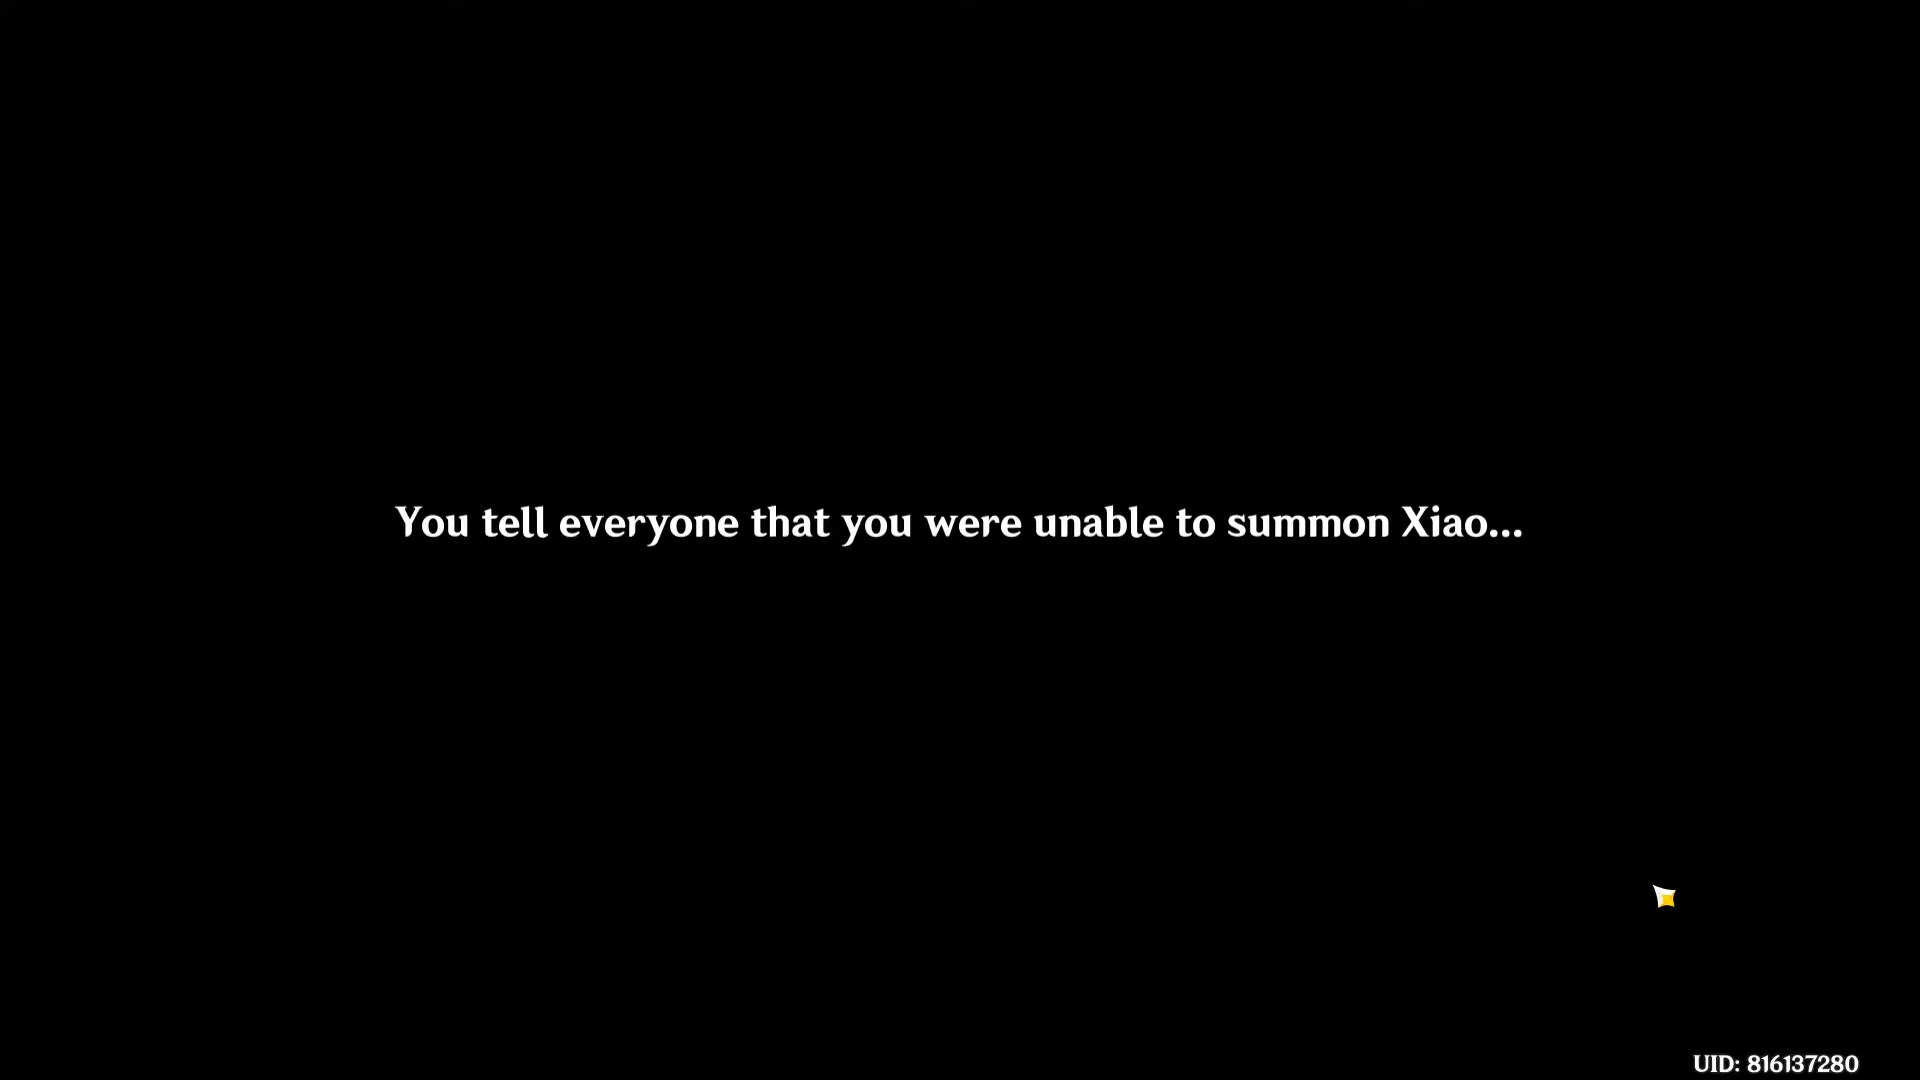 You tell everyone that you were unable to summon Xiao...
UID: 816137280